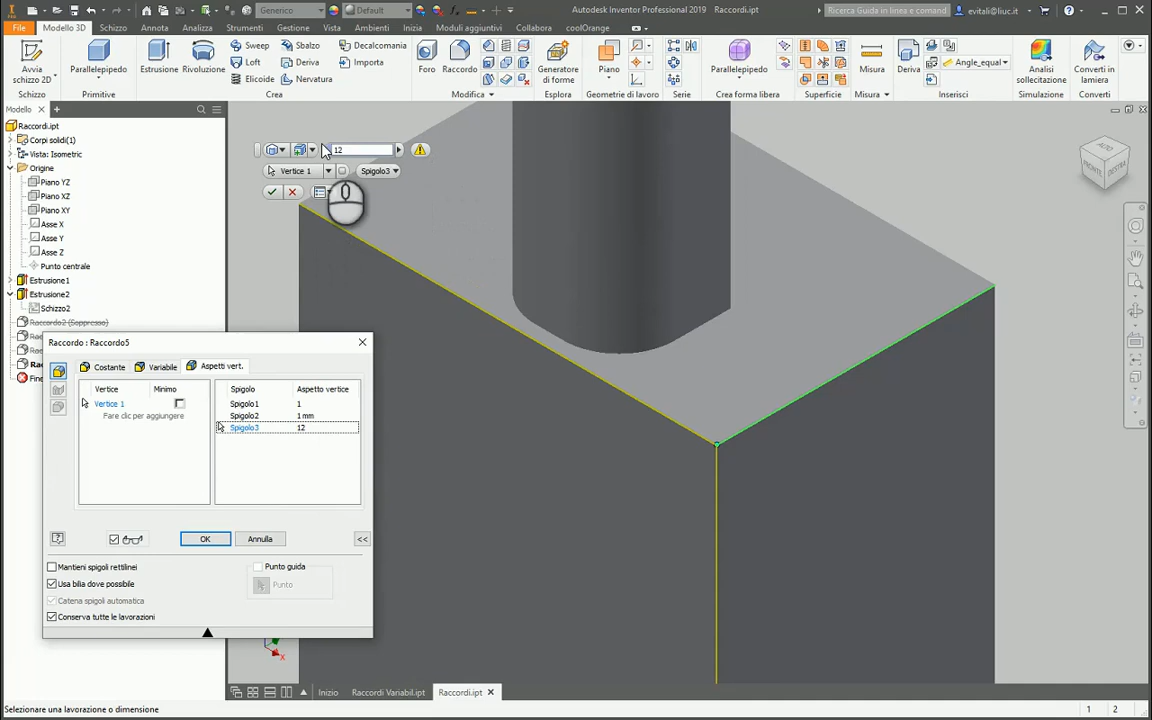 Generico
Default
Autodesk Inventor Professional 2019 Raccordi.ipt
Ricerca Guida in linea e comand
evitali@liuc.it
File Modello 3D Schizzo Annota Analizza Strumenti Gestione Vista Ambienti Inizia Moduli aggiuntivi Collabora coolOrange
Avvia
schizzo 2D
Parallelepipedo
Estrusione
Rivoluzione
Sweep
Loft
Elicoide
Sbalzo
Deriva
Nervatura
Decalcomania
Importa
Foro
Raccordo
Generatore
di forme
Piano
Parallelepipedo
Misura
Deriva
Angle_equal
Analisi
sollecitazione
Converti in
lamiera
Schizzo Primitive Crea Modifica Esplora Geometrie di lavoro Serie Crea forma libera Superficie Misura Inserisci Simulazione Converti
Modello
Raccordi.ipt
Corpi solidi(1)
Vista: Isometric
Origine
Piano YZ
Piano XZ
Piano XY
Asse X
Asse Y
Asse Z
Punto centrale
Estrusione1
Estrusione2
Schizzo2
Raccordo2 (Soppresso)
12
Vertice 1
Spigolo3
Raccordo : Raccordo5
Costante Variabile Aspetti vert.
Vertice Minimo
Vertice 1
Fare clic per aggiungere
Spigolo Aspetto vertice
Spigolo1 1
Spigolo2 1 mm
Spigolo3 12
OK
Annulla
<<
Mantieni spigoli rettilinei
Usa bilia dove possibile
Catena spigoli automatica
Conserva tutte le lavorazioni
Punto guida
Punto
X
Inizio Raccordi Variabil.ipt Raccordi.ipt
Selezionare una lavorazione o dimensione
1 2